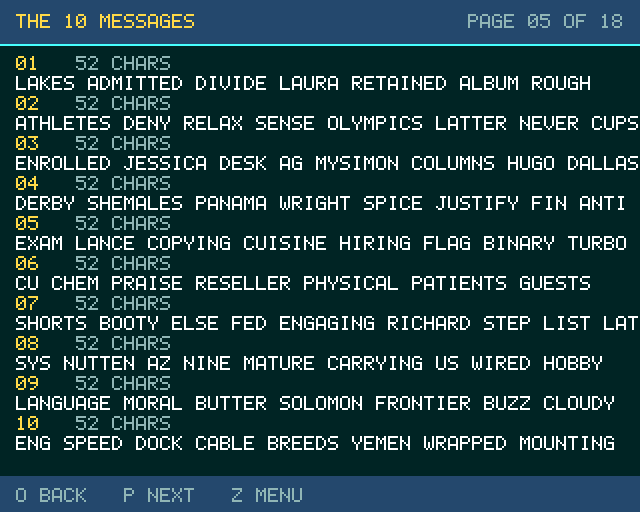 THE 10 MESSAGES PAGE 05 OF 18
01 52 CHARS
LAKES ADMITTED DIVIDE LAURA RETAINED ALBUM ROUGH
02 52 CHARS
ATHLETES DENY RELAX SENSE OLYMPICS LATTER NEVER CUPS
03 52 CHARS
ENROLLED JESSICA DESK AG MYSIMON COLUMNS HUGO DALLAS
04 52 CHARS
DERBY SHEMALES PANAMA WRIGHT SPICE JUSTIFY FIN ANTI
05 52 CHARS
EXAM LANCE COPYING CUISINE HIRING FLAG BINARY TURBO
06 52 CHARS
CU CHEM PRAISE RESELLER PHYSICAL PATIENTS GUESTS
07 52 CHARS
SHORTS BOOTY ELSE FED ENGAGING RICHARD STEP LIST LAT
08 52 CHARS
SYS NUTTEN AZ NINE MATURE CARRYING US WIRED HOBBY
09 52 CHARS
LANGUAGE MORAL BUTTER SOLOMON FRONTIER BUZZ CLOUDY
10 52 CHARS
ENG SPEED DOCK CABLE BREEDS YEMEN WRAPPED MOUNTING
O BACK P NEXT Z MENU